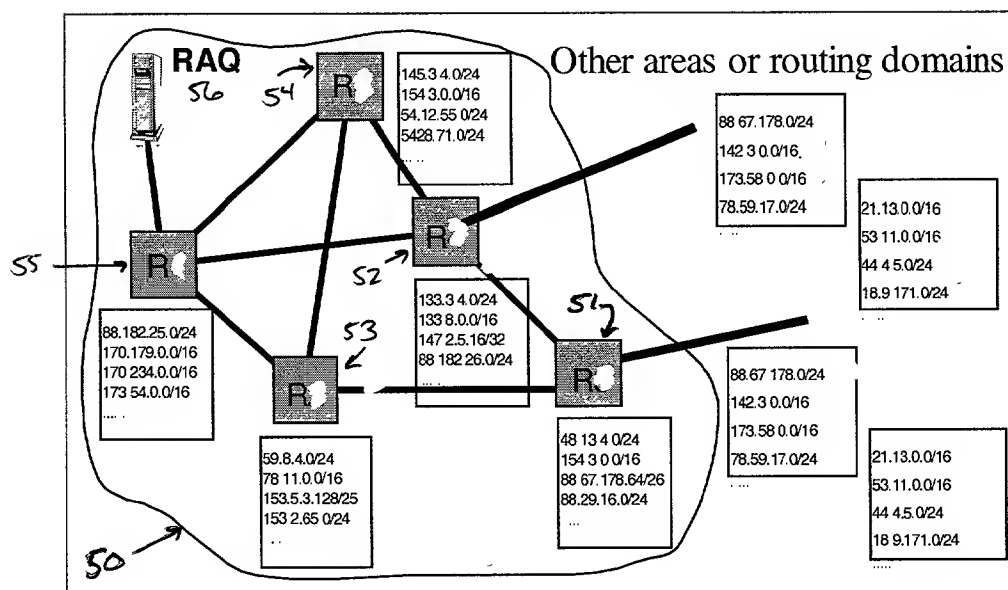 RAQ
56
54
R
145.3 4.0/24
154 3.0.0/16
54.12.55 0/24
5428.71.0/24
.... ..
Other areas or routing domains
88 67.178.0/24
142 3 0.0/16.
173.58 0 0/16
78.59.17.0/24
. .. ..
21.13.0.0/16
53 11.0.0/16
44 4 5.0/24
18.9 171.0/24
.. . ..
55
R
R
52
88.182.25.0/24
170.179.0.0/16
170 234.0.0/16
173 54.0.0/16
..... ..
53
R
133.3 4.0/24
133 8.0.0/16
147 2.5.16/32
88 182 26.0/24
... ..
51
R
59.8.4.0/24
78 11.0.0/16
153.5.3.128/25
153 2.65 0/24
. ..
48 13 4 0/24
154 3 0 0/16
88 67.178.64/26
88.29.16.0/24
...
88.67 178.0/24
142.3 0.0/16
173.58 0.0/16
78.59.17.0/24
. ...
21.13.0.0/16
53.11.0.0/16
44 4.5.0/24
18 9.171.0/24
.....
50